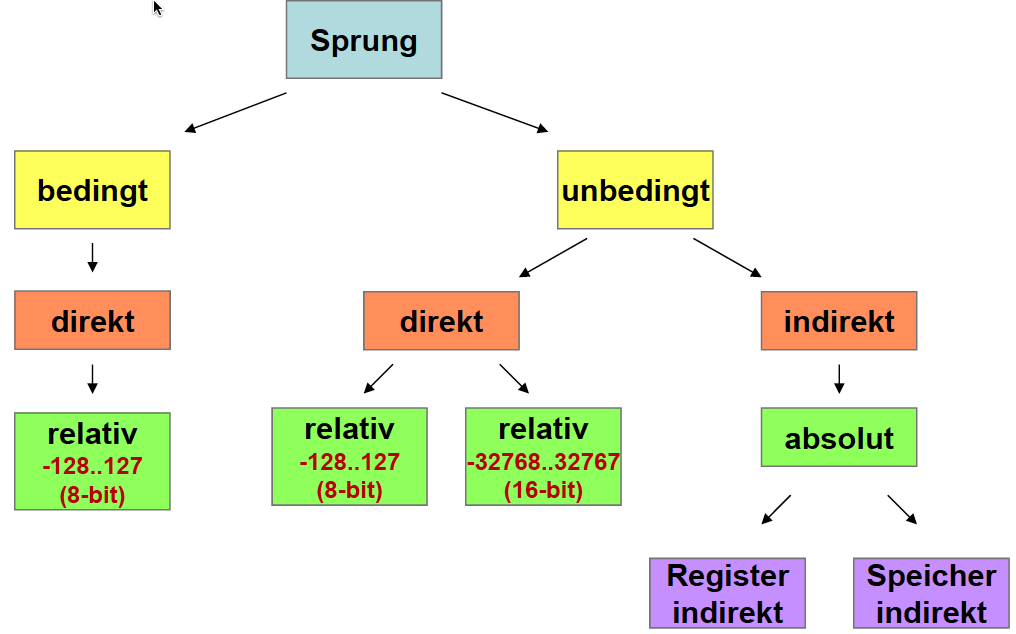 Sprung
bedingt
unbedingt
direkt
direkt
indirekt
relativ
-128..127
(8-bit)
relativ
-128..127
(8-bit)
relativ
-32768..32767
(16-bit)
absolut
Register
indirekt
Speicher
indirekt